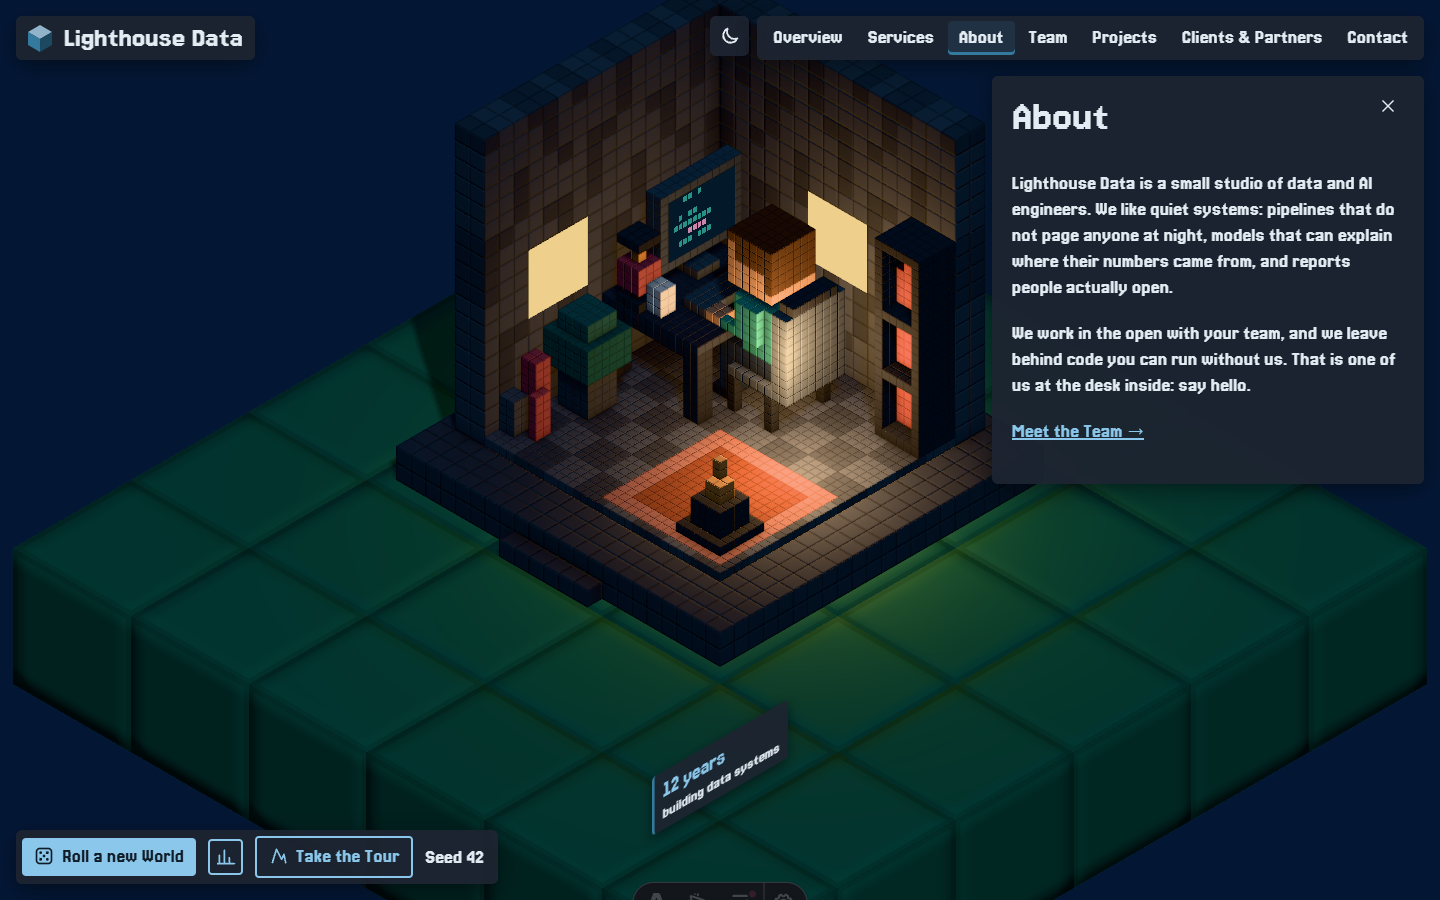 Lighthouse Data
Overview Services About Team Projects Clients & Partners Contact
About
Lighthouse Data is a small studio of data and AI
engineers. We like quiet systems: pipelines that do
not page anyone at night, models that can explain
where their numbers came from, and reports
people actually open.
We work in the open with your team, and we leave
behind code you can run without us. That is one of
us at the desk inside: say hello.
Meet the Team →
12 years
building data systems
Roll a new World
Take the Tour
Seed 42